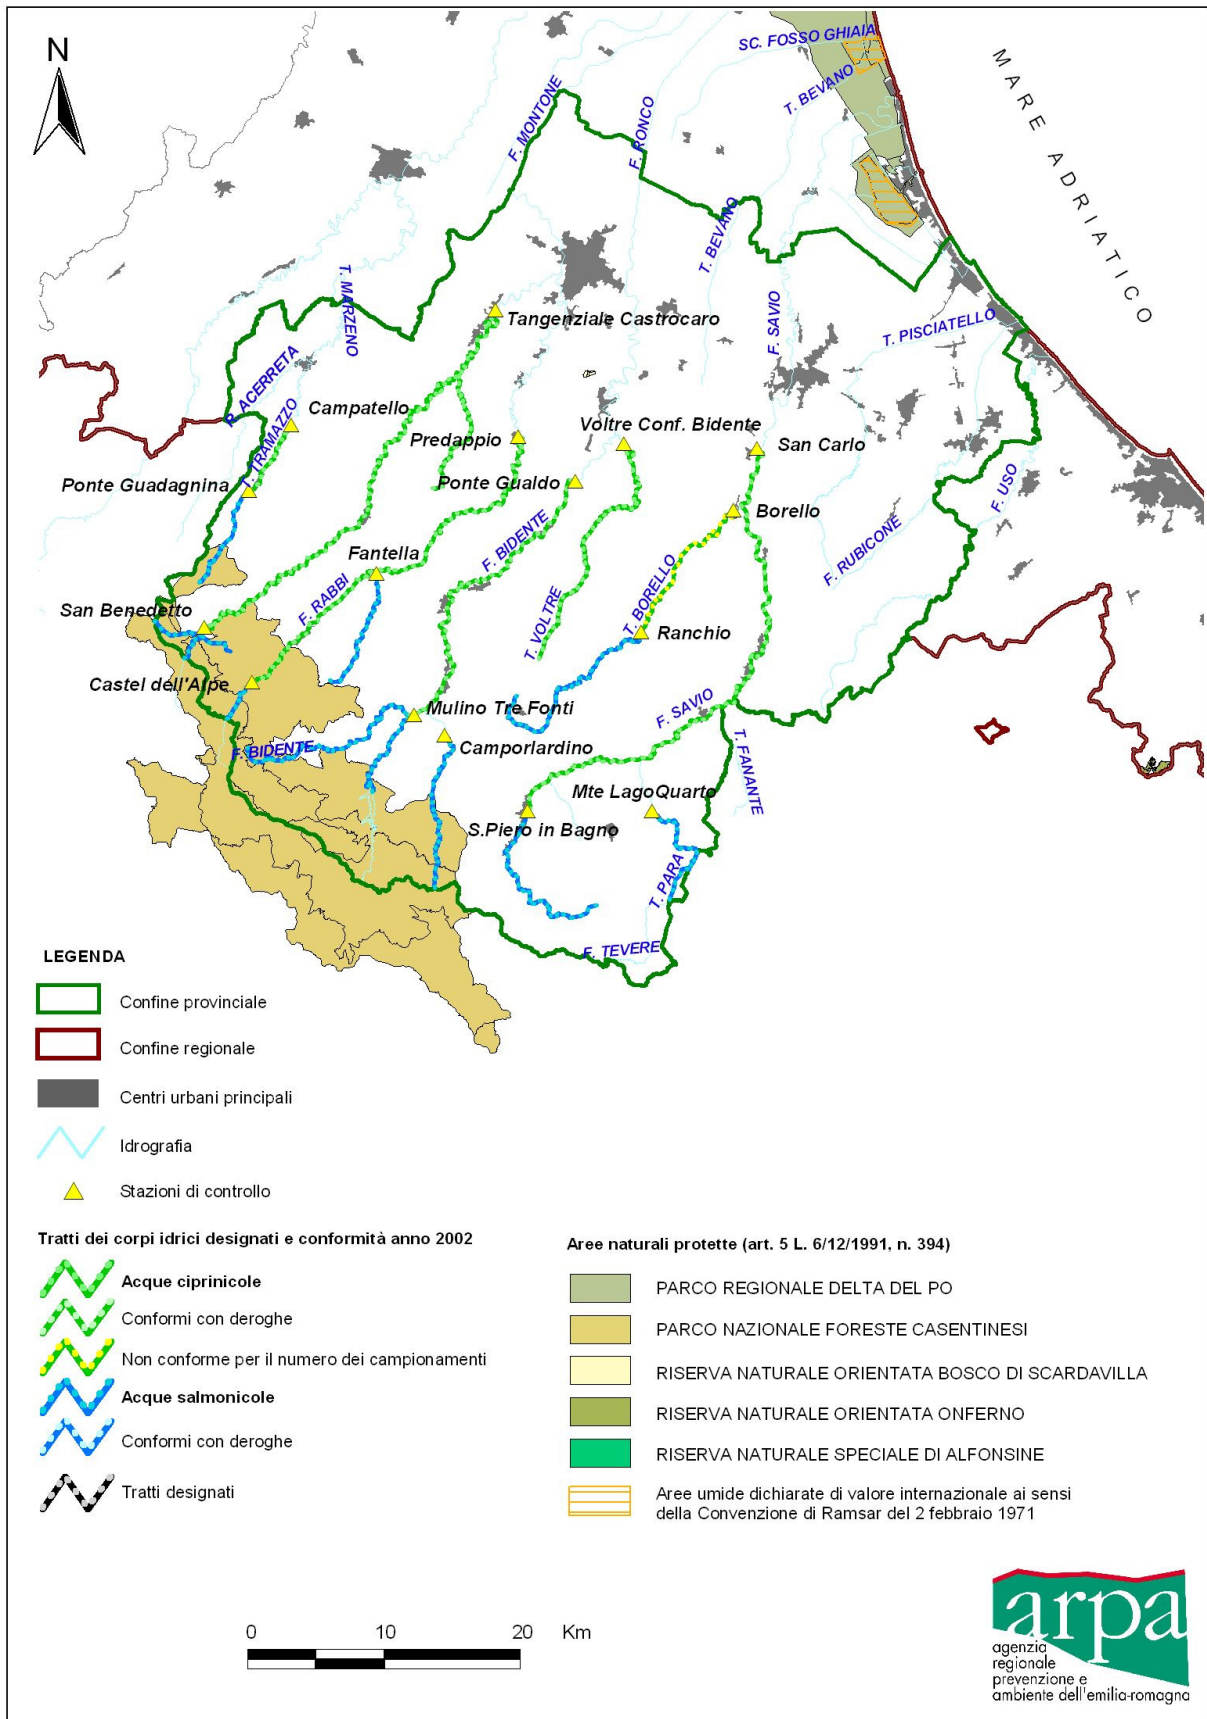 N
SC. FOSSO GHIAIA
T. BEVANO
MARE ADRIATICO
F. MONTONE
F. RONCO
T. BEVANO
T. MARZENO
F. SAVIO
T. PISCIATELLO
Tangenziale Castrocaro
R. ACERRETA
T. TRAMAZZO
Campatello
Predappio
Voltre Conf. Bidente
San Carlo
Ponte Guadagnina
Ponte Gualdo
F. USO
Borello
F. BIDENTE
F. RUBICONE
Fantella
F. RABBI
T. BORELLO
San Benedetto
T. VOLTRE
Ranchio
Castel dell'Alpe
Mulino Tre Fonti
F. SAVIO
F. BIDENTE
Camporlardino
T. FANANTE
Mte LagoQuarto
S.Piero in Bagno
T. PARA
F. TEVERE
LEGENDA
Confine provinciale
Confine regionale
Centri urbani principali
Idrografia
Stazioni di controllo
Tratti dei corpi idrici designati e conformità anno 2002
Acque ciprinicole
Conformi con deroghe
Non conforme per il numero dei campionamenti
Acque salmonicole
Conformi con deroghe
Tratti designati
Aree naturali protette (art. 5 L. 6/12/1991, n. 394)
PARCO REGIONALE DELTA DEL PO
PARCO NAZIONALE FORESTE CASENTINESI
RISERVA NATURALE ORIENTATA BOSCO DI SCARDAVILLA
RISERVA NATURALE ORIENTATA ONFERNO
RISERVA NATURALE SPECIALE DI ALFONSINE
Aree umide dichiarate di valore internazionale ai sensi
della Convenzione di Ramsar del 2 febbraio 1971
0 10 20 Km
arpa
agenzia
regionale
prevenzione e
ambiente dell'emilia-romagna